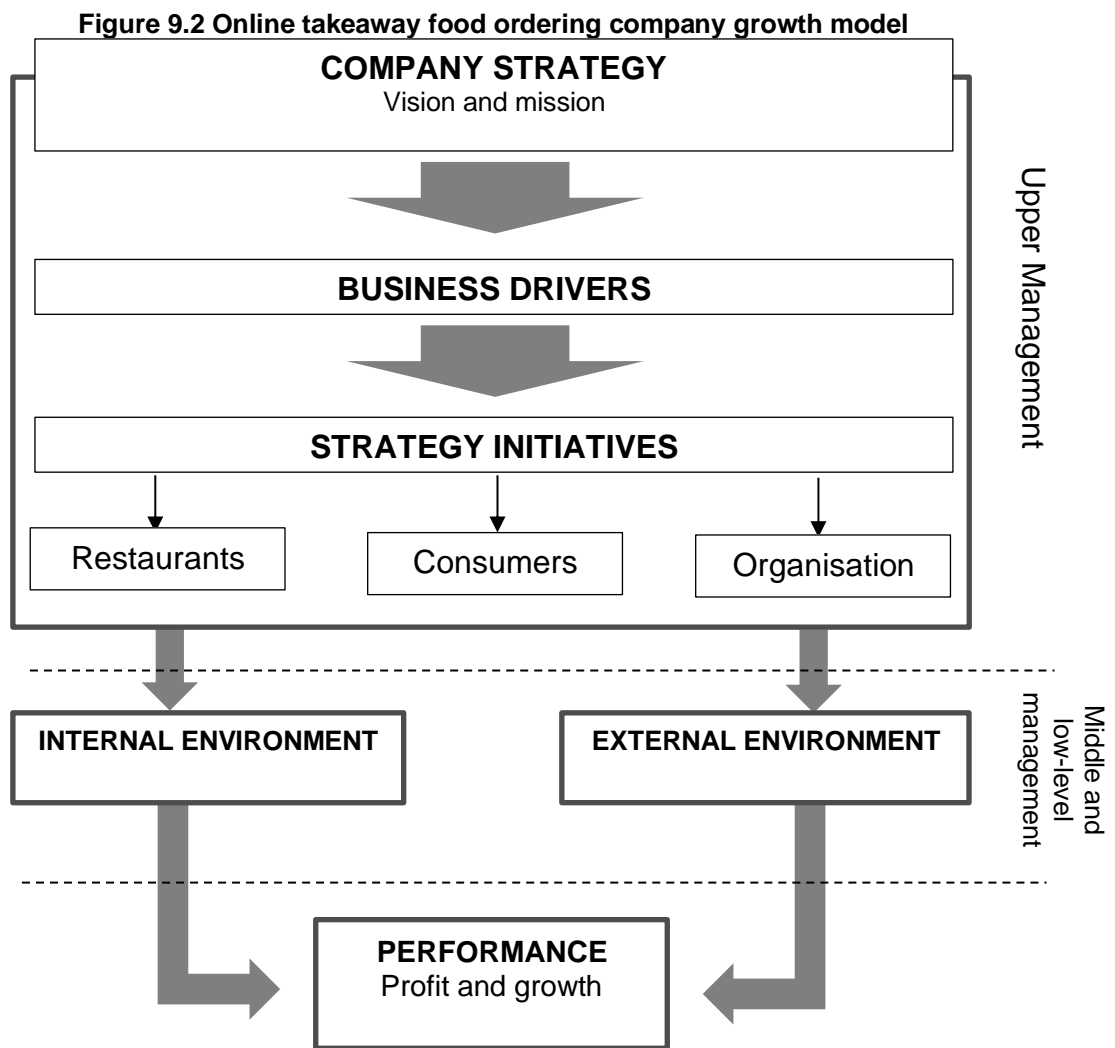 Figure 9.2 Online takeaway food ordering company growth model
COMPANY STRATEGY
Vision and mission
BUSINESS DRIVERS
STRATEGY INITIATIVES
Restaurants
Consumers
Organisation
Upper Management
INTERNAL ENVIRONMENT
EXTERNAL ENVIRONMENT
Middle and
low-level
management
PERFORMANCE
Profit and growth